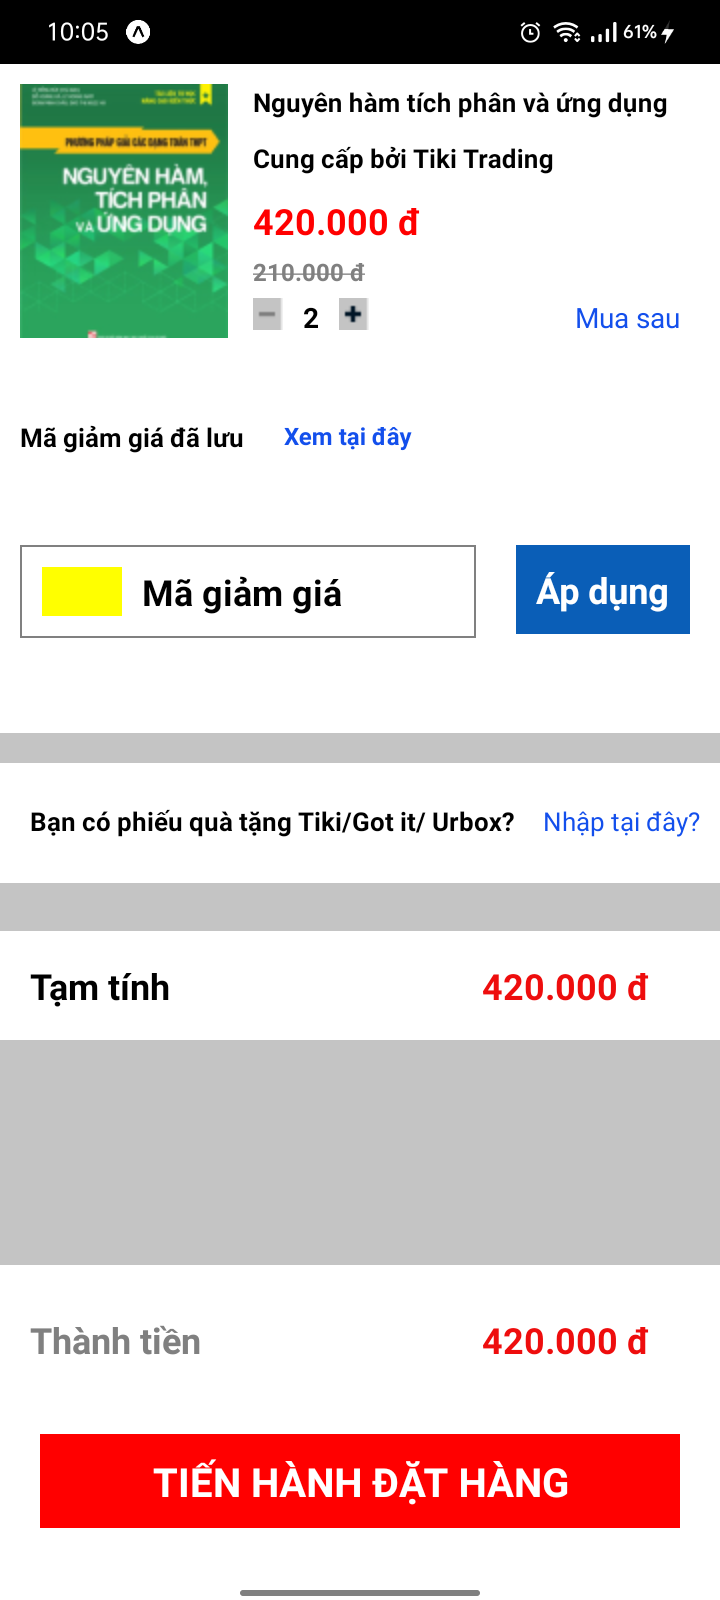 10:05
61%
PHƯƠNG PHÁP GIẢI CÁC DẠNG TOÁN THPT
NGUYÊN HÀM,
TÍCH PHÂN
VÀ ỨNG DỤNG
Nguyên hàm tích phân và ứng dụng
Cung cấp bởi Tiki Trading
420.000 đ
210.000 đ
2
Mua sau
Mã giảm giá đã lưu Xem tại đây
Mã giảm giá
Áp dụng
Bạn có phiếu quà tặng Tiki/Got it/ Urbox? Nhập tại đây?
Tạm tính 420.000 đ
Thành tiền 420.000 đ
TIẾN HÀNH ĐẶT HÀNG